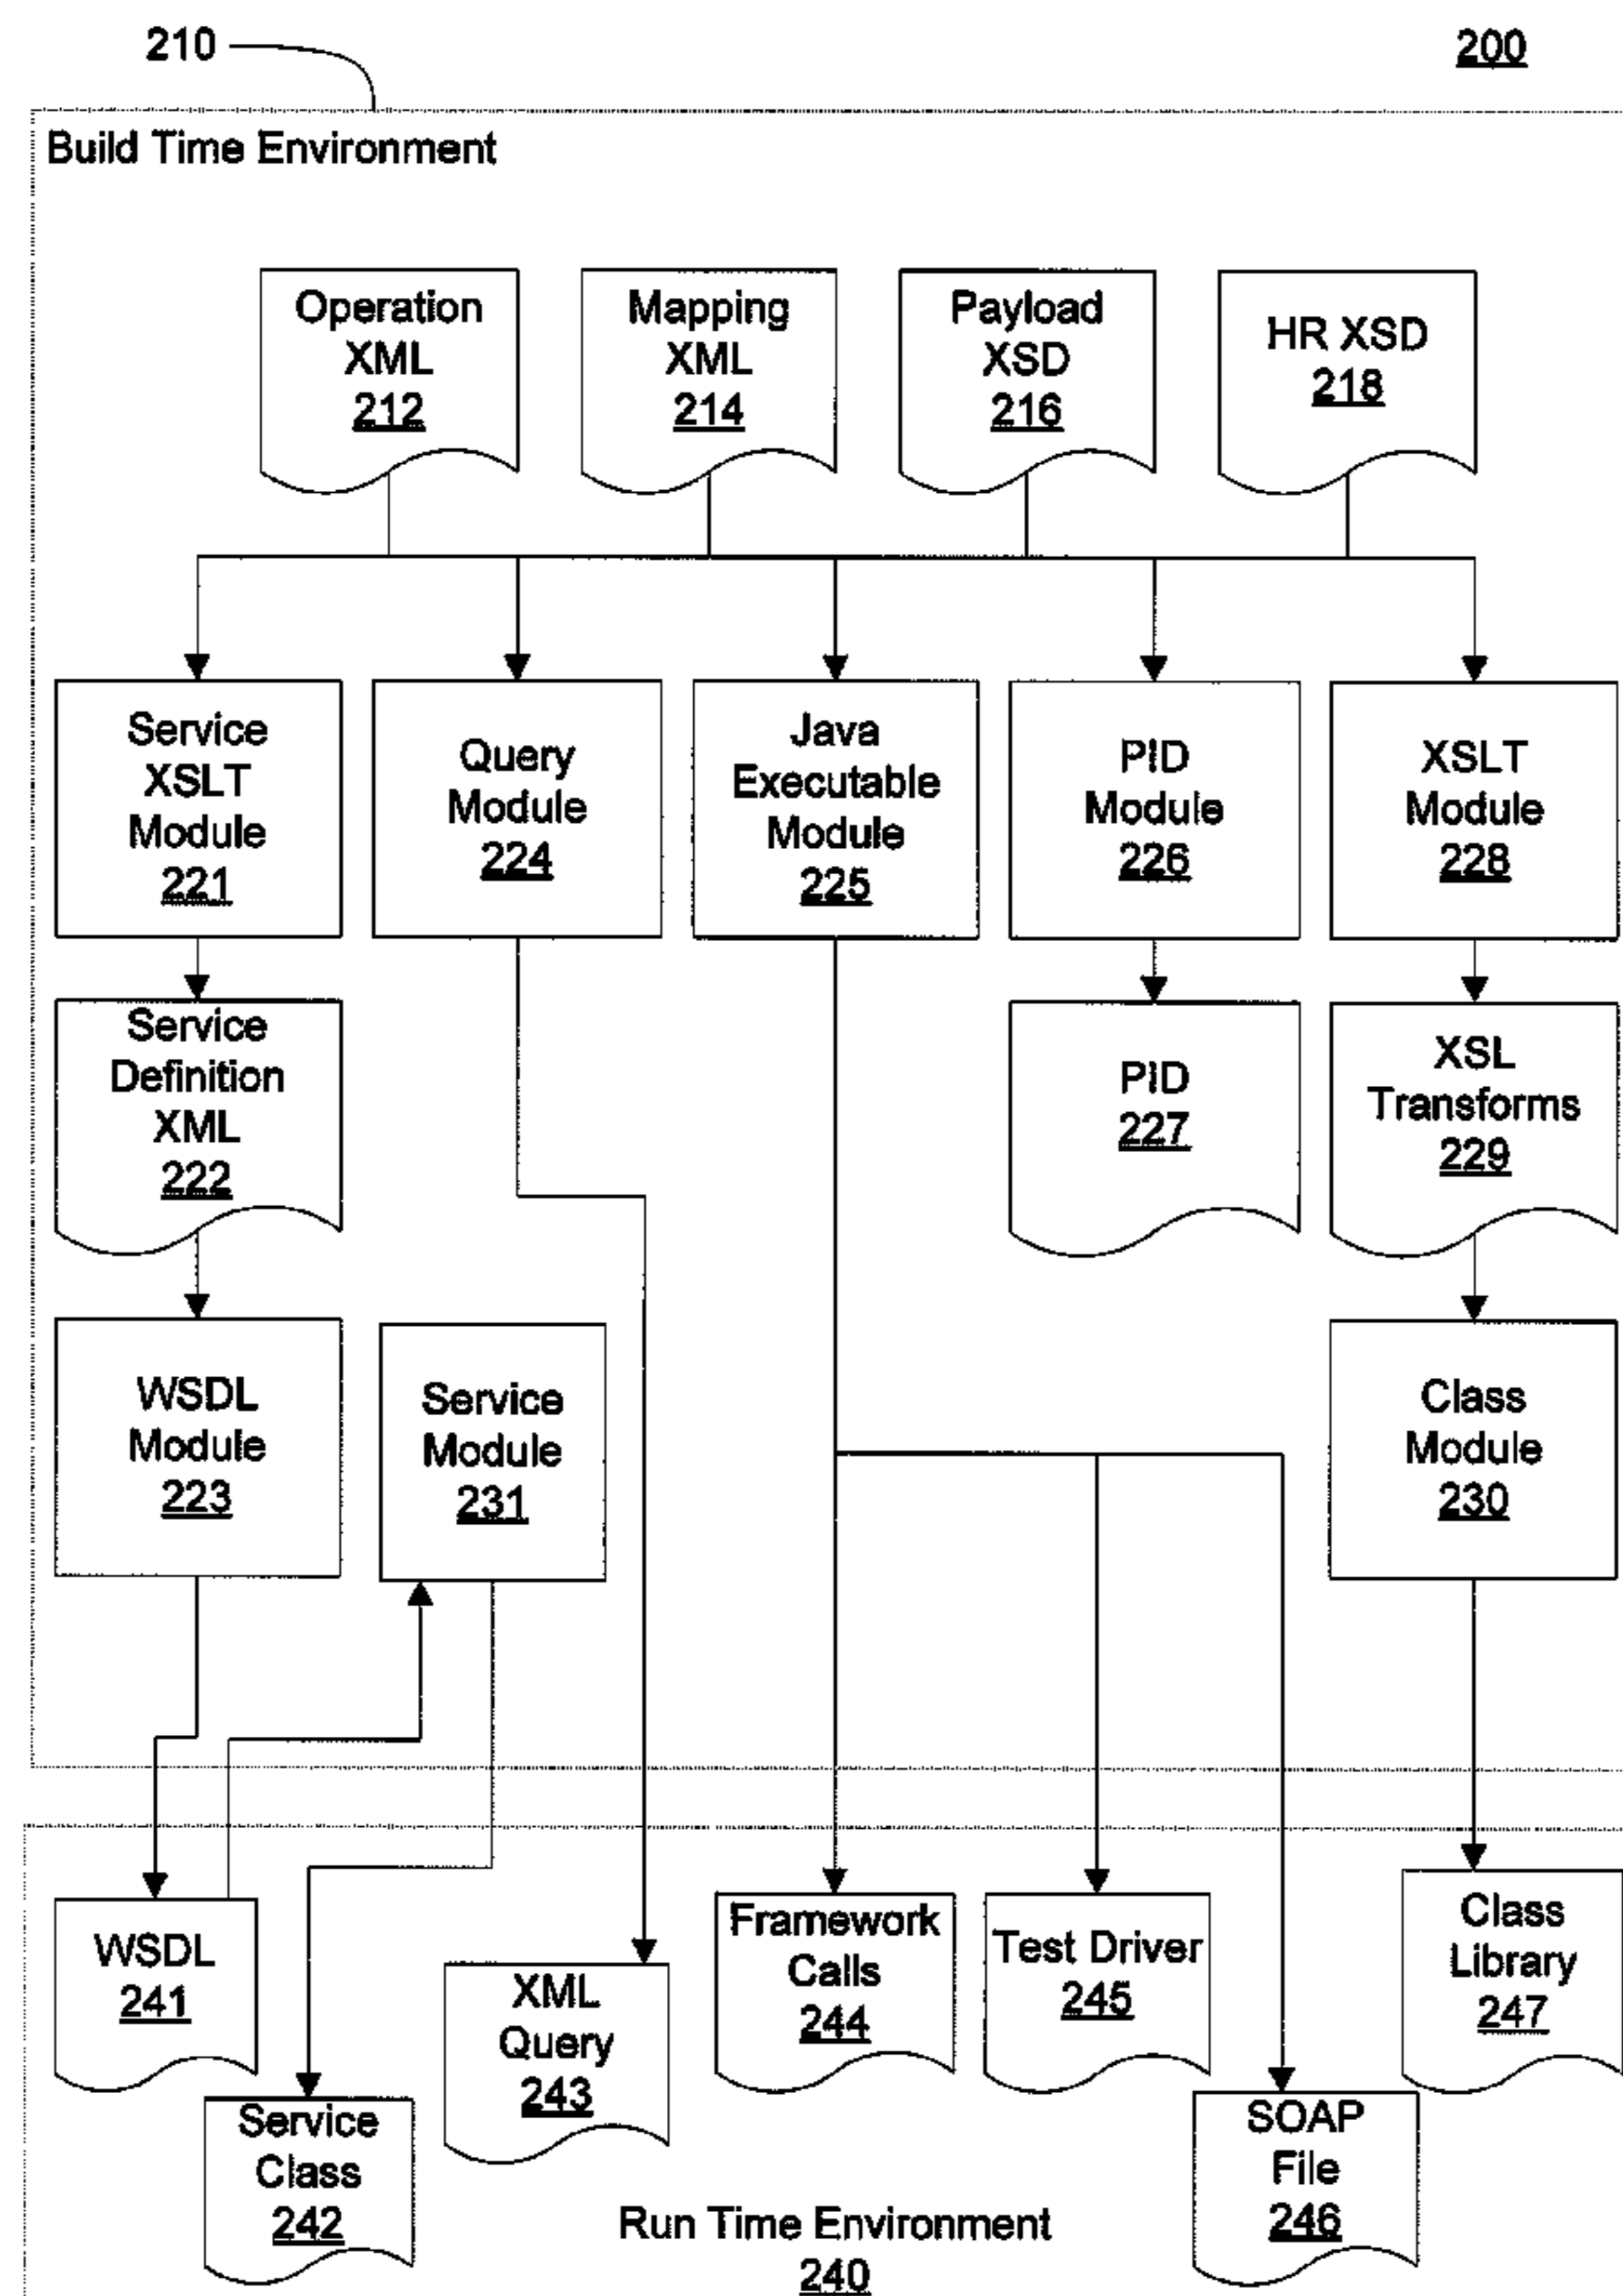 210
200
Build Time Environment
Operation
XML
212
Mapping
XML
214
Payload
XSD
216
HR XSD
218
Service
XSLT
Module
221
Query
Module
224
Java
Executable
Module
225
PID
Module
226
XSLT
Module
228
Service
Definition
XML
222
PID
227
XSL
Transforms
229
WSDL
Module
223
Service
Module
231
Class
Module
230
WSDL
241
Service
Class
242
XML
Query
243
Framework
Calls
244
Test Driver
245
SOAP
File
246
Class
Library
247
Run Time Environment
240